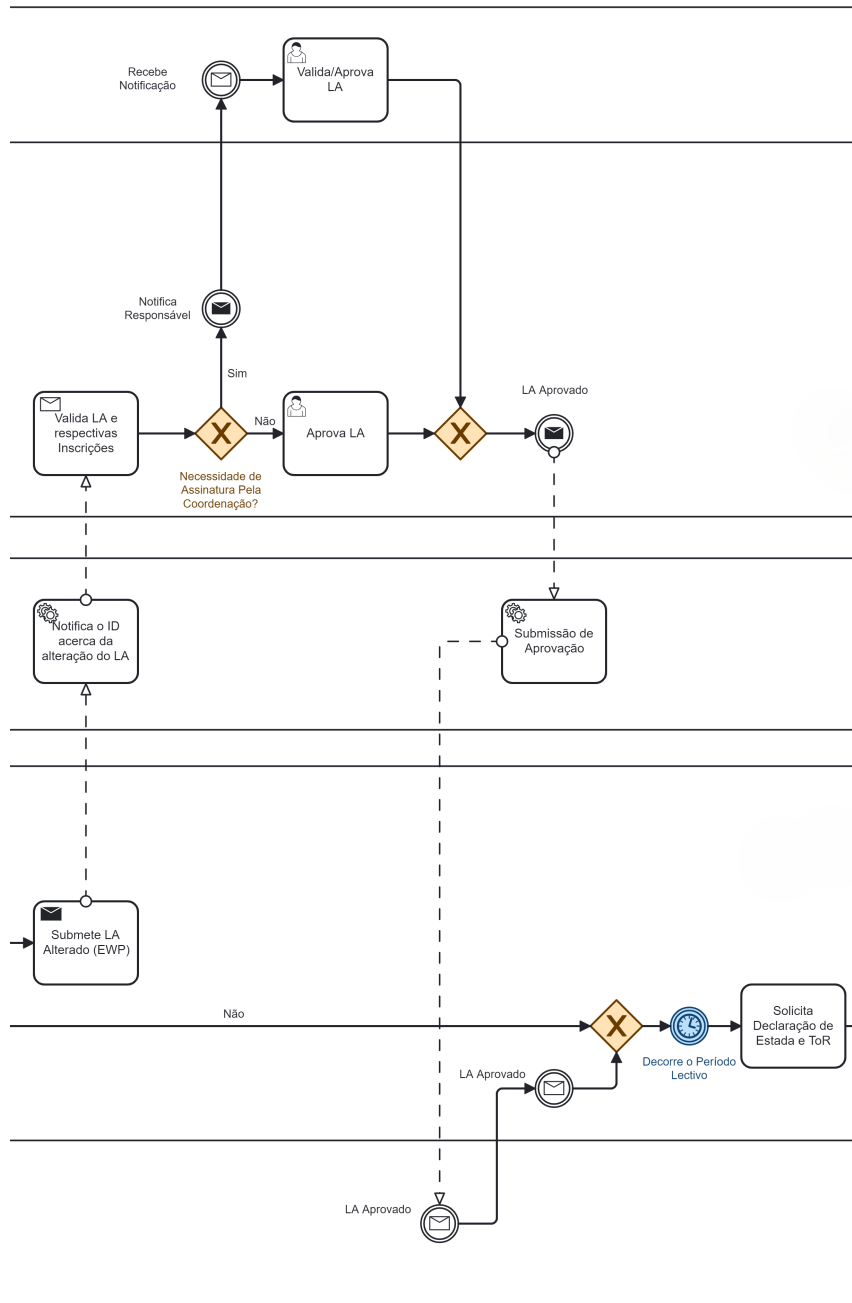 Recebe
Notificação
Valida/Aprova
LA
Notifica
Responsável
Sim
LA Aprovado
Valida LA e
respectivas
Inscrições
Não
Aprova LA
Necessidade de
Assinatura Pela
Coordenação?
Notifica o ID
acerca da
alteração do LA
Submissão de
Aprovação
Submete LA
Alterado (EWP)
Não
Solicita
Declaração de
Estada e ToR
Decorre o Período
Lectivo
LA Aprovado
LA Aprovado